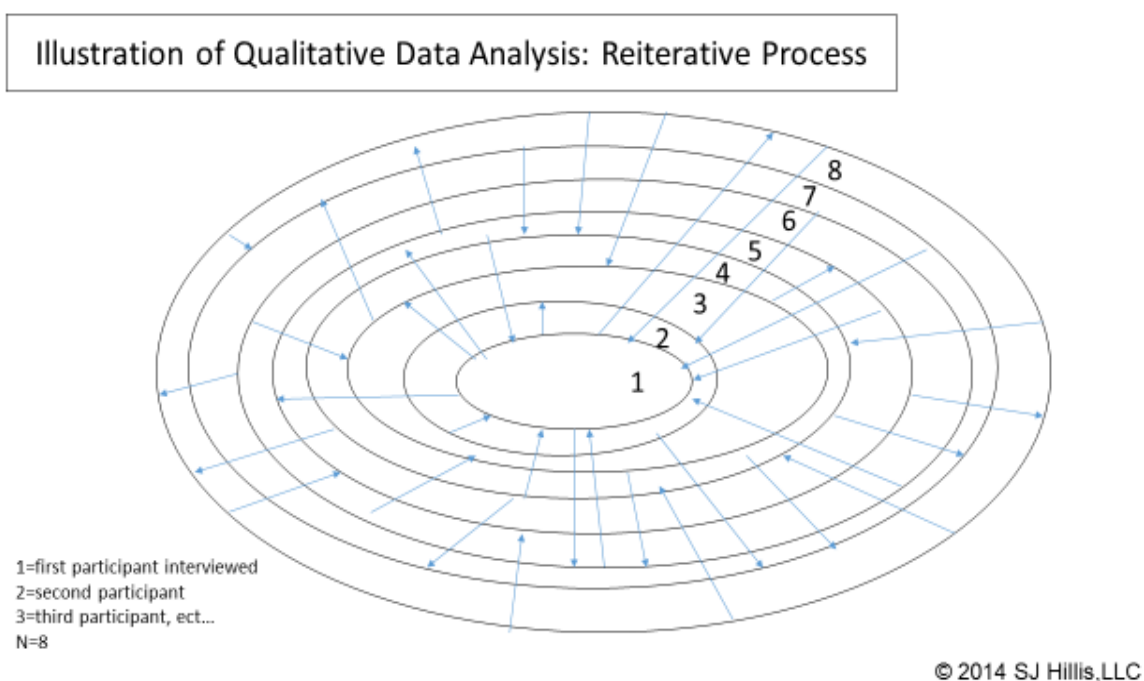 Illustration of Qualitative Data Analysis: Reiterative Process
8
7
6
5
4
3
2
1
1=first participant interviewed
2=second participant
3=third participant, ect...
N=8
© 2014 SJ Hillis,LLC